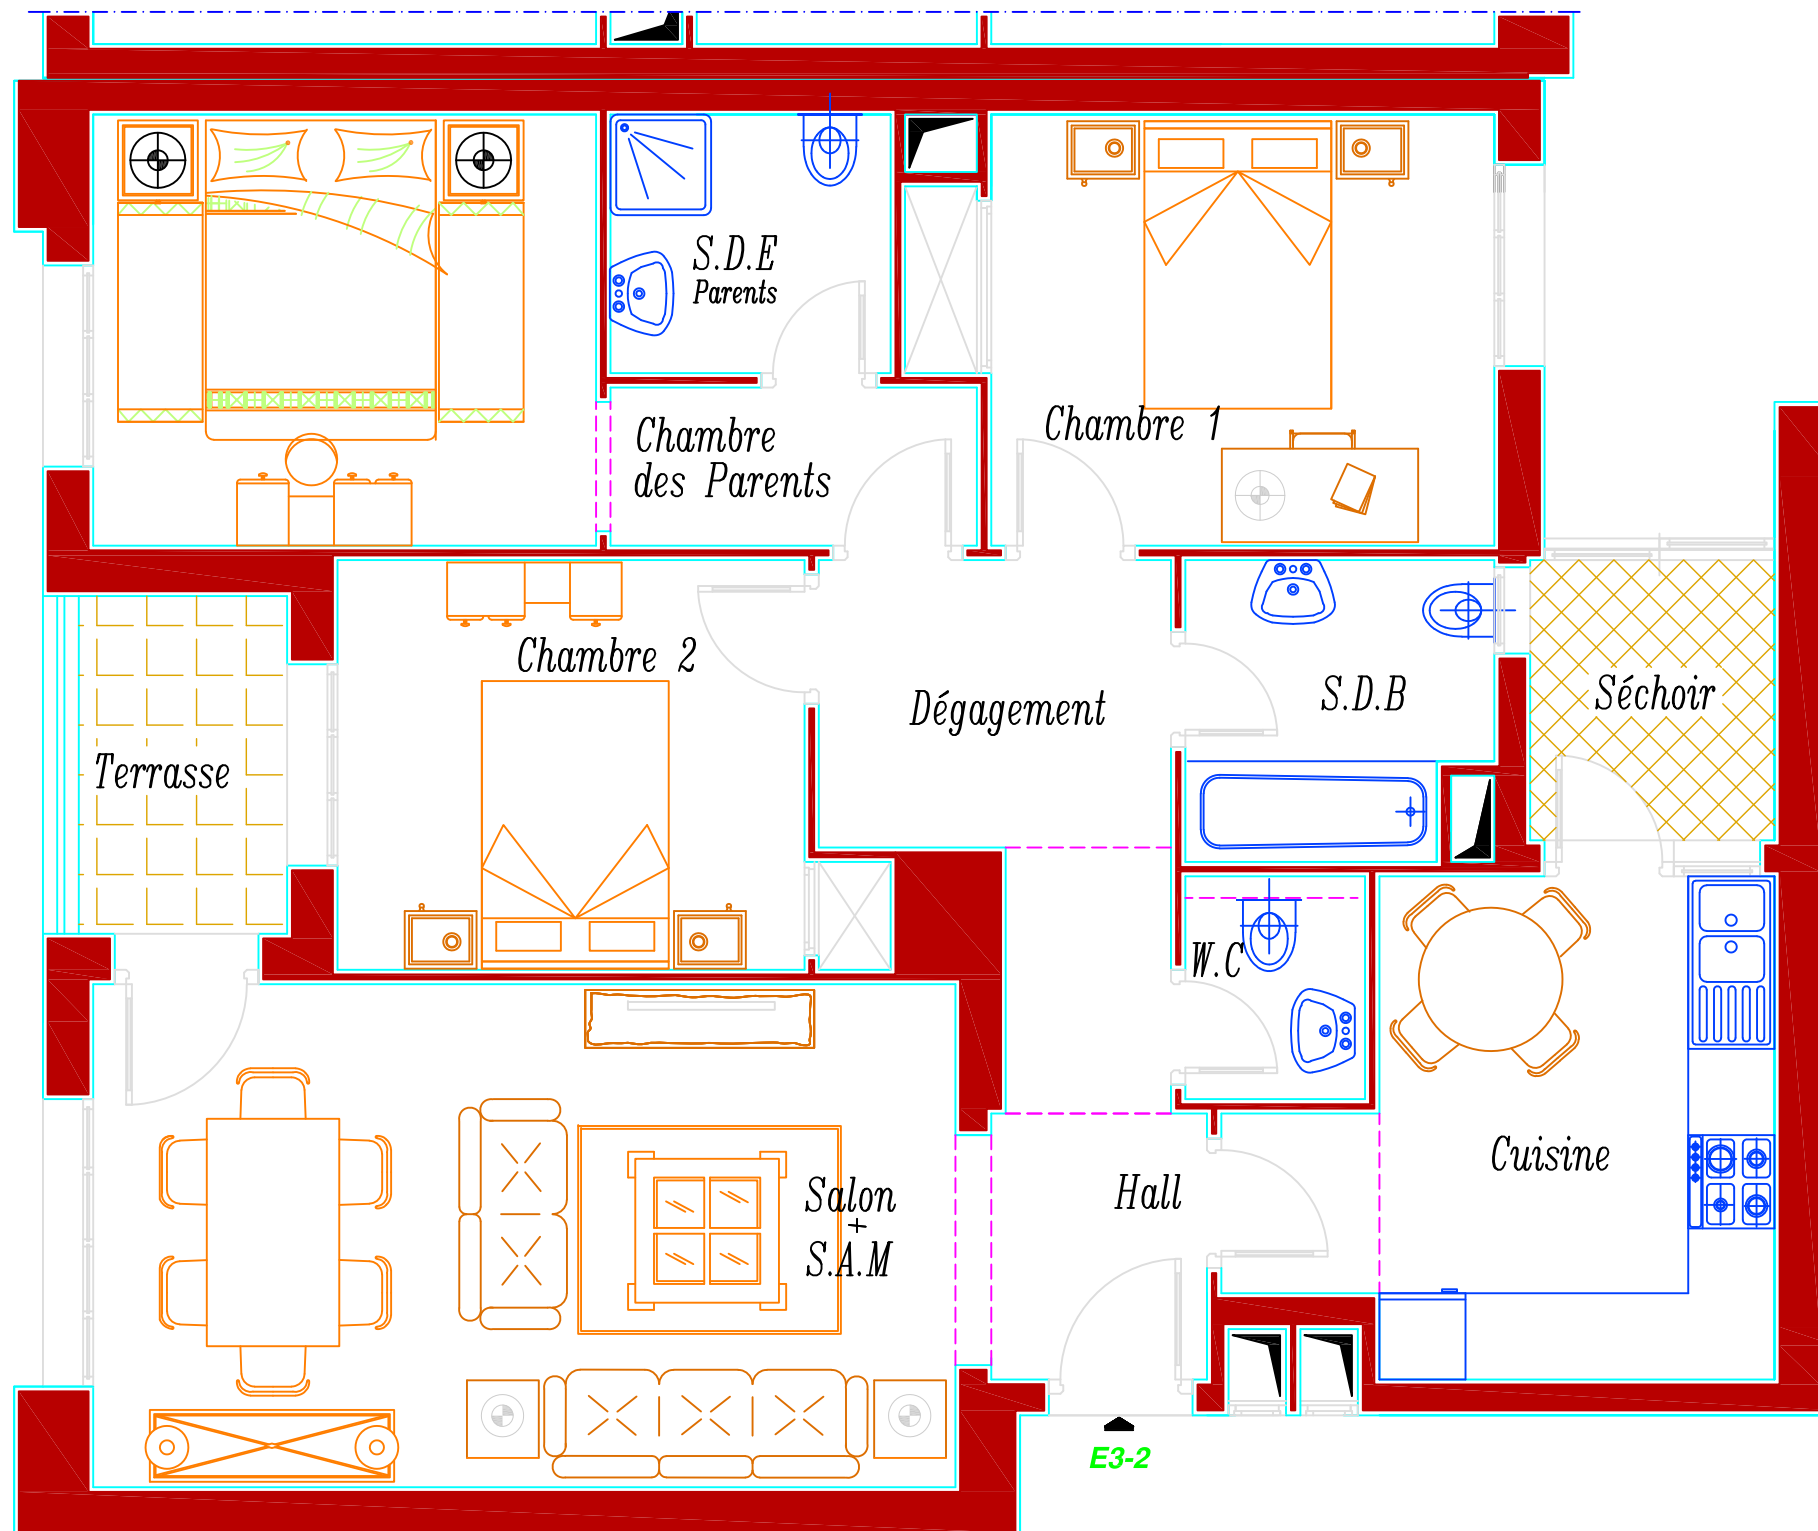 S.D.E
Parents
Chambre 1
Chambre
des Parents
Chambre 2
Dégagement
S.D.B
Séchoir
Terrasse
W.C
Cuisine
Salon
+
S.A.M
Hall
E3-2